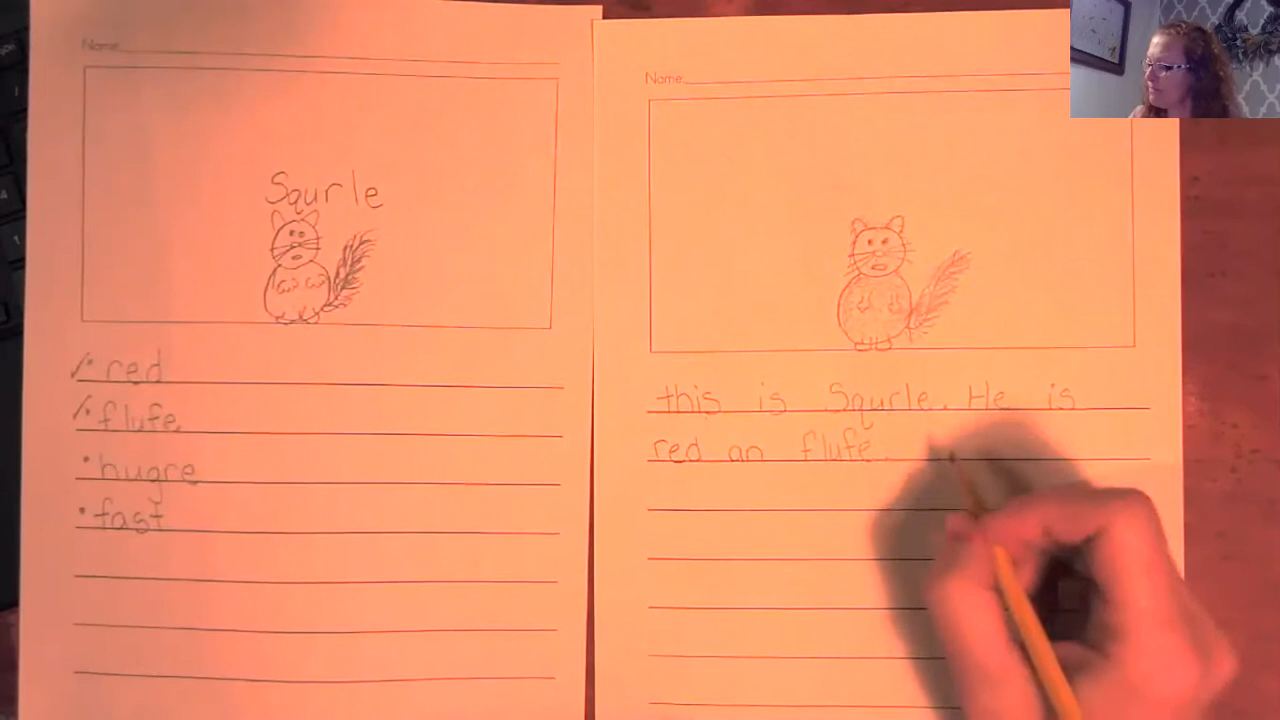 Name
Squrle
• red
• flufe
• hugre
• fast
Name:
this is Squrle. He is
red an flufe.